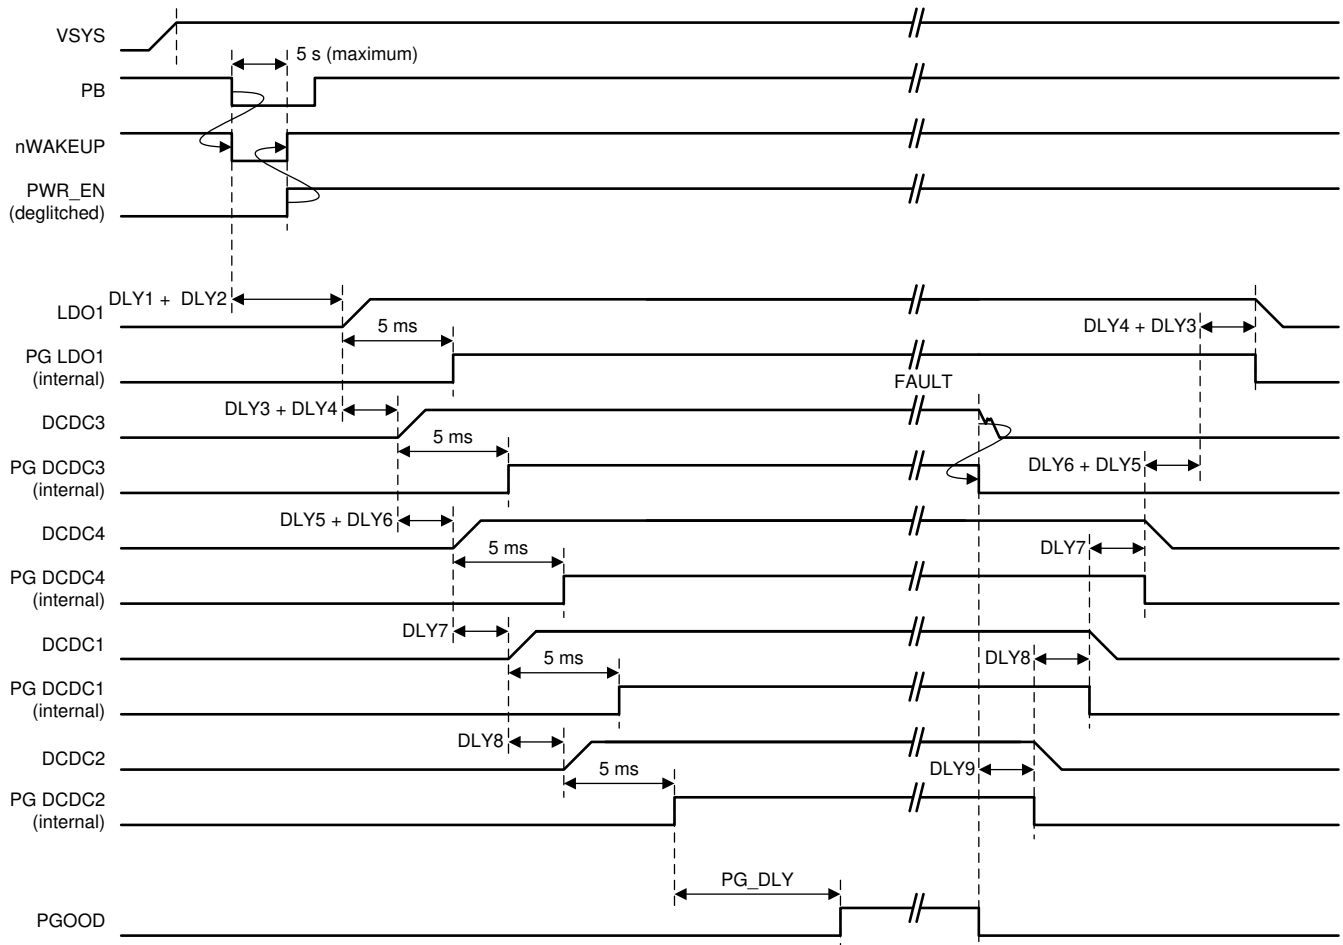 VSYS
5 s (maximum)
PB
nWAKEUP
PWR_EN
(deglitched)
DLY1 + DLY2
LDO1
5 ms
DLY4 + DLY3
PG LDO1
(internal)
FAULT
DLY3 + DLY4
DCDC3
5 ms
PG DCDC3
(internal)
DLY6 + DLY5
DLY5 + DLY6
DCDC4
5 ms
DLY7
PG DCDC4
(internal)
DLY7
DCDC1
5 ms
DLY8
PG DCDC1
(internal)
DLY8
DCDC2
5 ms
DLY9
PG DCDC2
(internal)
PG_DLY
PGOOD